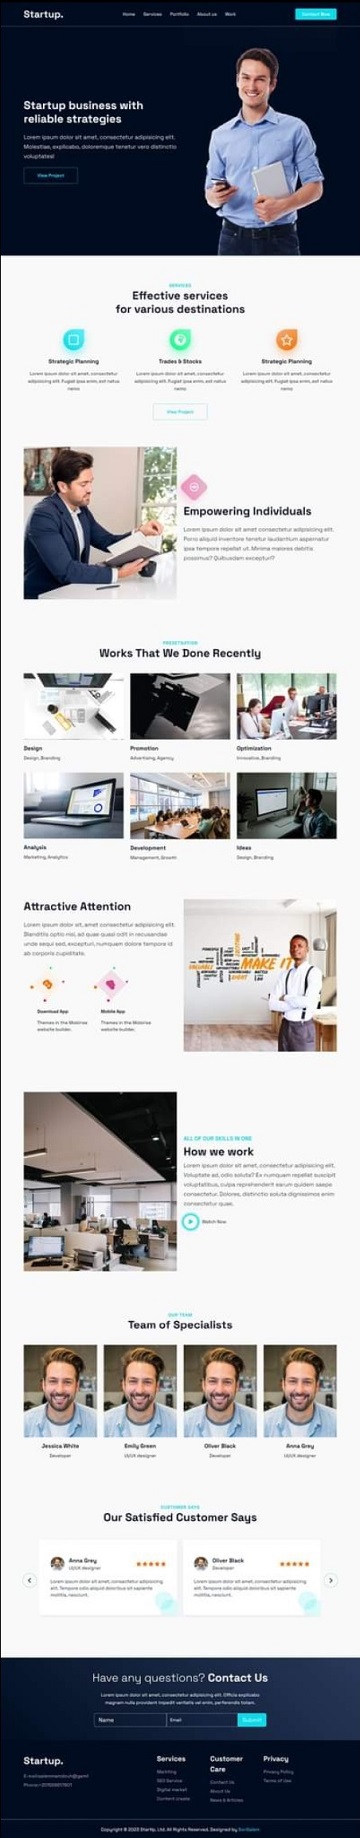 Startup.
Home Services Portfolio About us Work
Contact Now
Startup business with
reliable strategies
Lorem ipsum dolor sit amet, consectetur adipisicing elit.
Molestiae, explicabo, doloremque tenetur vero distinctio
voluptates!
View Project
SERVICES
Effective services
for various destinations
Strategic Planning
Lorem ipsum dolor sit amet, consectetur
adipisicing elit. Fugiat ipsa enim, est natus
nemo
Trades & Stocks
Lorem ipsum dolor sit amet, consectetur
adipisicing elit. Fugiat ipsa enim, est natus
nemo
Strategic Planning
Lorem ipsum dolor sit amet, consectetur
adipisicing elit. Fugiat ipsa enim, est natus
nemo
View Project
Empowering Individuals
Lorem ipsum dolor sit amet consectetur adipisicing elit.
Porro aliquid inventore tenetur laudantium aspernatur
ipsa tempore repellat ut. Minima maiores debitis
possimus? Quibusdam excepturi?
PRESETNATION
Works That We Done Recently
Design
Design, Branding
Promotion
Advertising, Agency
Optimization
Innovative, Branding
Analysis
Marketing, Analytics
Development
Management, Growth
Ideas
Design, Branding
Attractive Attention
Lorem ipsum dolor sit, amet consectetur adipisicing elit.
Blanditiis optio nisi, ad quae quasi odit in recusandae
unde sequi sed, excepturi, numquam dolore tempore id
ab corporis cupiditate.
Download App
Themes in the Mobirise
website builder.
Mobile App
Themes in the Mobirise
website builder.
MAKE IT
ALL OF OUR SKILLS IN ONE
How we work
Lorem ipsum dolor sit amet, consectetur adipisicing elit.
Voluptate ad, odio soluta? Ex numquam repellat suscipit
voluptatibus, culpa reprehenderit earum quidem saepe
consectetur. Dolores, distinctio soluta dignissimos enim
consectetur quae.
Watch Now
OUR TEAM
Team of Specialists
Jessica White
Developer
Emily Green
UI/UX designer
Oliver Black
Developer
Anna Grey
UI/UX designer
CUSTOMER SAYS
Our Satisfied Customer Says
Anna Grey
UI/UX designer
Lorem ipsum dolor sit amet, consectetur adipisicing
elit. Tempore odio aliquid doloribus sit sapiente
mollitia, nesciunt.
Oliver Black
Developer
Lorem ipsum dolor sit amet, consectetur adipisicing
elit. Tempore odio aliquid doloribus sit sapiente
mollitia, nesciunt.
Have any questions? Contact Us
Lorem ipsum dolor sit amet consectetur, adipisicing elit. Officia explicabo
magnam nulla provident impedit veritatis vel enim, perferendis totam.
Name
Email
Submit
Startup.
Services
Markting
SEO Service
Digital market
Content create
Customer
Care
Contact Us
About Us
News & Articles
Privacy
Privacy Policy
Terms of Use
Copyright © 2023 StartUp, Ltd. All Rights Reserved. Designed by